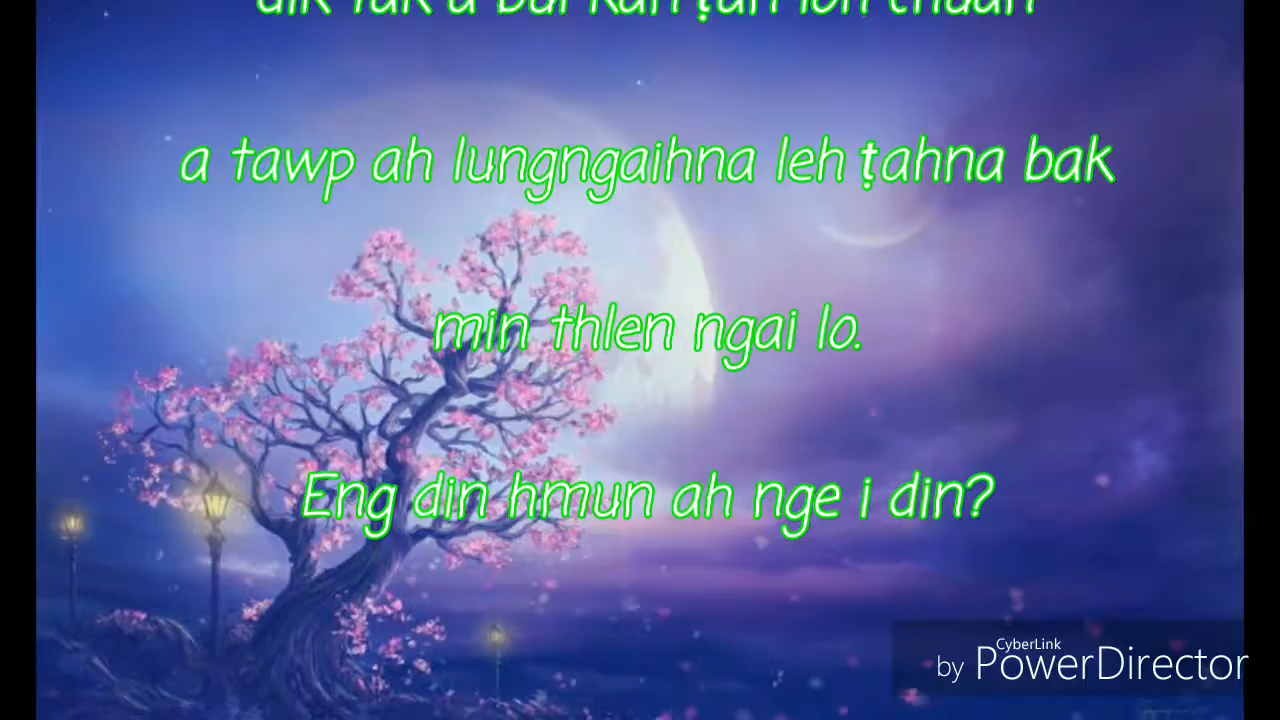 a tawp ah lungngaihna leh ṭahna bak
min thlen ngai lo.
Eng din hmun ah nge i din?
CyberLink
by PowerDirector